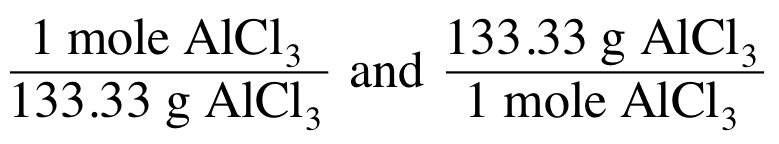 1 mole AlCl₃ / 133.33 g AlCl₃ and 133.33 g AlCl₃ / 1 mole AlCl₃